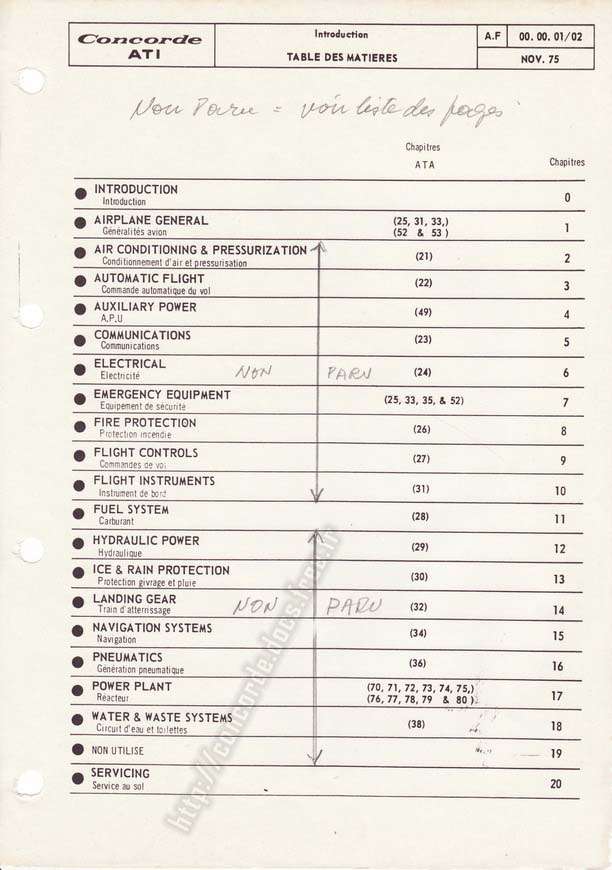 Concorde
ATI
Introduction
TABLE DES MATIERES
A.F
00. 00. 01/02
NOV. 75
Non Paru = voir liste des pages
Chapitres
ATA
Chapitres
INTRODUCTION
Introduction
0
AIRPLANE GENERAL
Généralités avion
(25, 31, 33,)
(52 & 53 )
1
AIR CONDITIONING & PRESSURIZATION
Conditionnement d'air et pressurisation
(21)
2
AUTOMATIC FLIGHT
Commande automatique du vol
(22)
3
AUXILIARY POWER
A.P.U
(49)
4
COMMUNICATIONS
Communications
(23)
5
ELECTRICAL
Electricité
NON PARU
(24)
6
EMERGENCY EQUIPMENT
Equipement de sécurité
(25, 33, 35, & 52)
7
FIRE PROTECTION
Protection incendie
(26)
8
FLIGHT CONTROLS
Commandes de vol
(27)
9
FLIGHT INSTRUMENTS
Instrument de bord
(31)
10
FUEL SYSTEM
Carburant
(28)
11
HYDRAULIC POWER
Hydraulique
(29)
12
ICE & RAIN PROTECTION
Protection givrage et pluie
(30)
13
LANDING GEAR
Train d'atterrissage
NON PARU
(32)
14
NAVIGATION SYSTEMS
Navigation
(34)
15
PNEUMATICS
Génération pneumatique
(36)
16
POWER PLANT
Réacteur
(70, 71, 72, 73, 74, 75,)
(76, 77, 78, 79 & 80 )
17
WATER & WASTE SYSTEMS
Circuit d'eau et toilettes
(38)
18
NON UTILISE
19
SERVICING
Service au sol
20
http://concorde.docs.free.fr